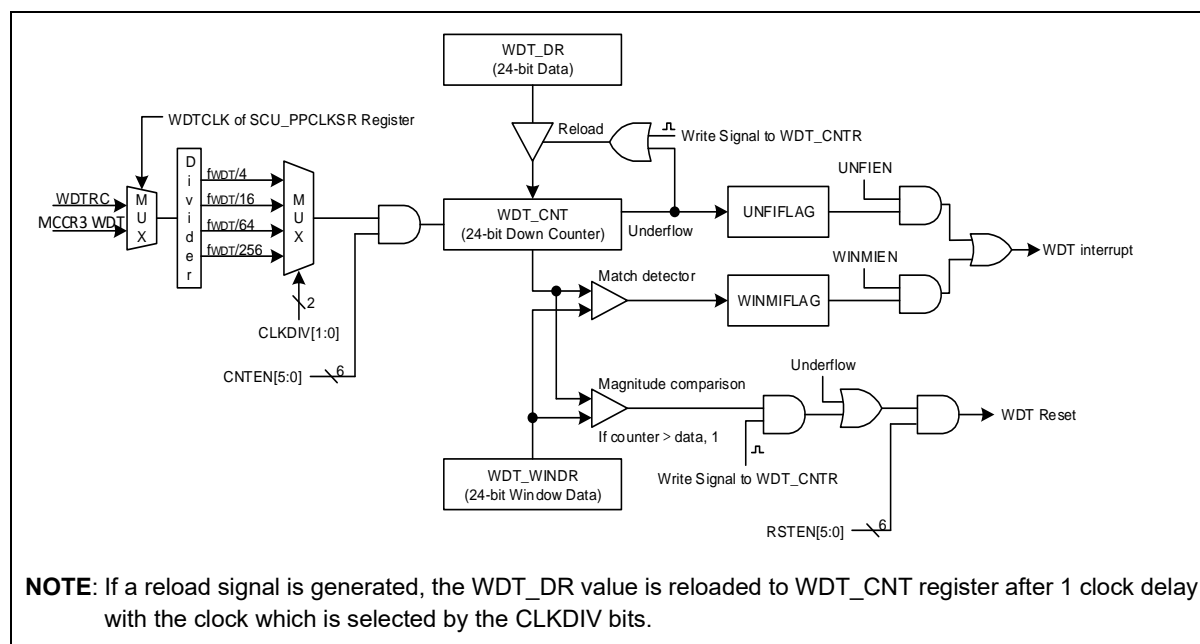 WDT_DR
(24-bit Data)
WDTCLK of SCU_PPCLKSR Register
Reload
Write Signal to WDT_CNTR
WDTRC
MCCR3 WDT
M
U
X
D
i
v
i
d
e
r
fWDT/4
fWDT/16
fWDT/64
fWDT/256
M
U
X
2
CLKDIV[1:0]
CNTEN[5:0]
6
WDT_CNT
(24-bit Down Counter)
Underflow
UNFIEN
UNFIFLAG
WDT interrupt
WINMIEN
Match detector
WINMIFLAG
Magnitude comparison
If counter > data, 1
Underflow
WDT Reset
Write Signal to WDT_CNTR
WDT_WINDR
(24-bit Window Data)
RSTEN[5:0]
6
NOTE: If a reload signal is generated, the WDT_DR value is reloaded to WDT_CNT register after 1 clock delay
with the clock which is selected by the CLKDIV bits.